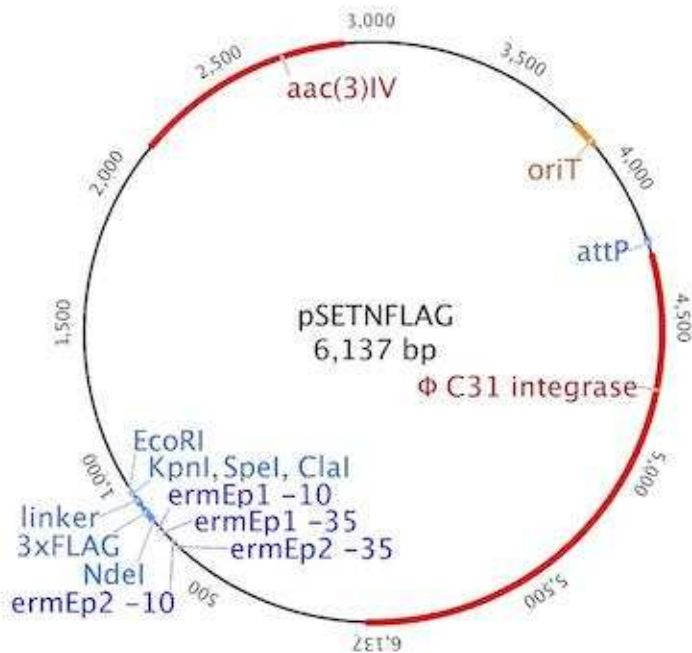 3,000
2,500
3,500
aac(3)IV
2,000
4,000
oriT
attP
1,500
4,500
pSETNFLAG
6,137 bp
Φ C31 integrase
EcoRI
KpnI, SpeI, ClaI
1,000
5,000
ermEp1 -10
linker
ermEp1 -35
3xFLAG
ermEp2 -35
NdeI
ermEp2 -10
500
5,500
6,137